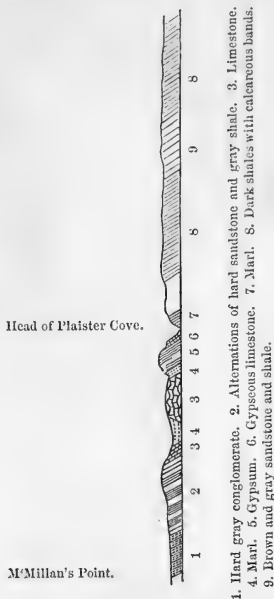 Head of Plaister Cove.
M‘Millan's Point.
1 2 3 4 3 4 5 6 7 8 9 8
1. Hard gray conglomerate. 2. Alternations of hard sandstone and gray shale. 3. Limestone.
4. Marl. 5. Gypsum. 6. Gypseous limestone. 7. Marl. 8. Dark shales with calcareous bands.
9. Brown and gray sandstone and shale.